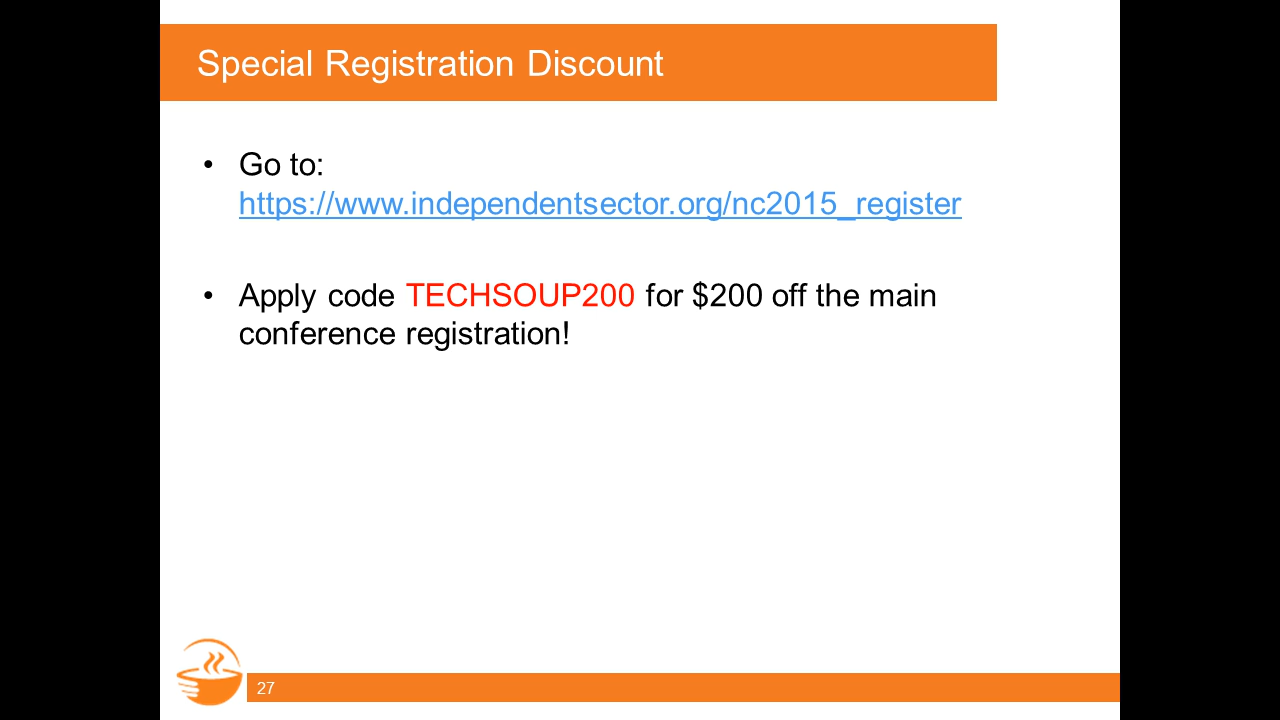 Special Registration Discount
• Go to:
https://www.independentsector.org/nc2015_register
• Apply code TECHSOUP200 for $200 off the main
conference registration!
27